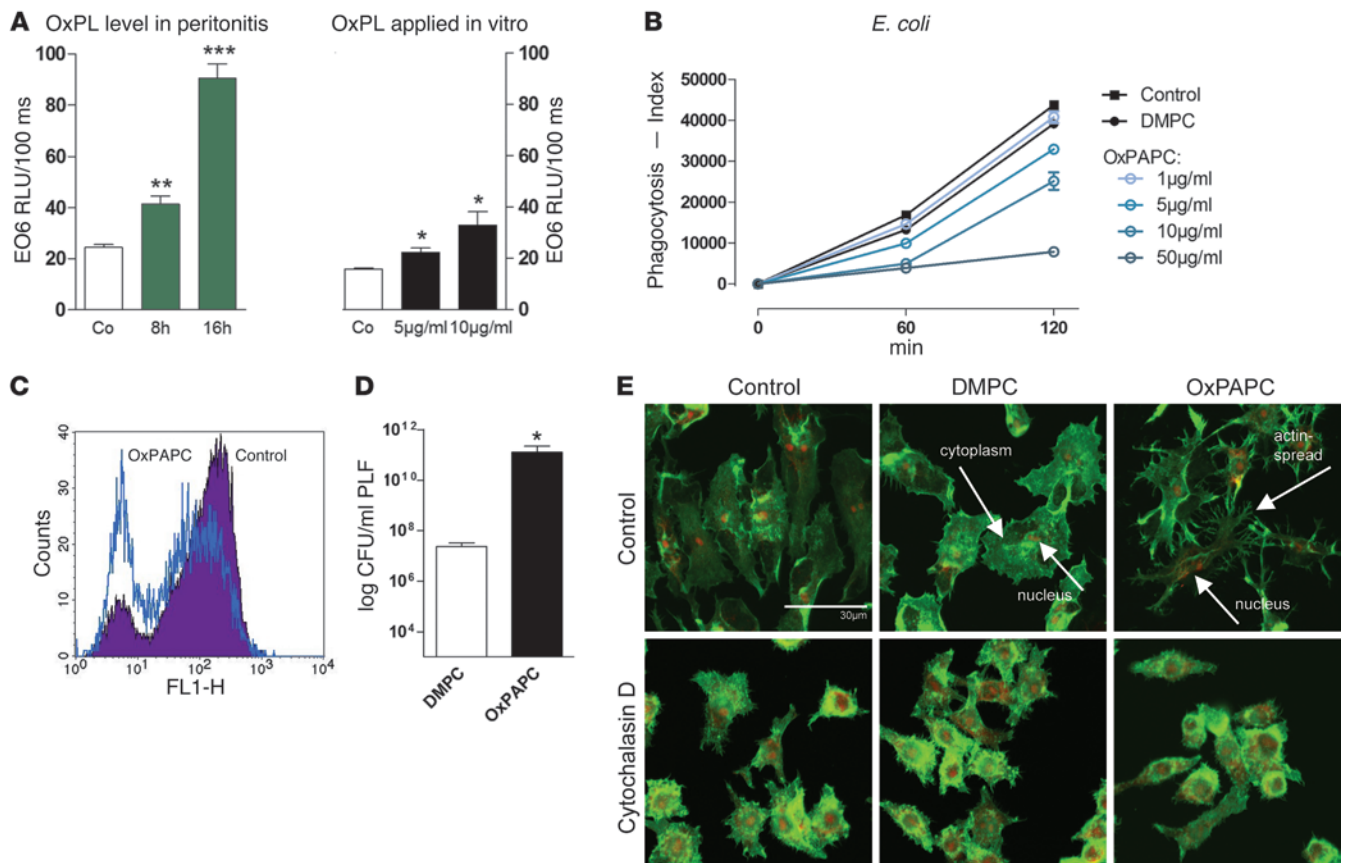 A
OxPL level in peritonitis
OxPL applied in vitro
EO6 RLU/100 ms
100
80
60
40
20
0
**
***
Co
8h
16h
*
*
100
80
60
40
20
0
EO6 RLU/100 ms
Co
5µg/ml
10µg/ml
B
E. coli
Phagocytosis — Index
50000
40000
30000
20000
10000
0
0
60
120
min
Control
DMPC
OxPAPC:
1µg/ml
5µg/ml
10µg/ml
50µg/ml
C
Counts
40
30
20
10
0
OxPAPC
Control
10⁰
10¹
10²
10³
10⁴
FL1-H
D
log CFU/ml PLF
10¹²
10¹⁰
10⁸
10⁶
10⁴
*
DMPC
OxPAPC
E
Control
DMPC
OxPAPC
Control
30µm
cytoplasm
nucleus
actin-
spread
nucleus
Cytochalasin D